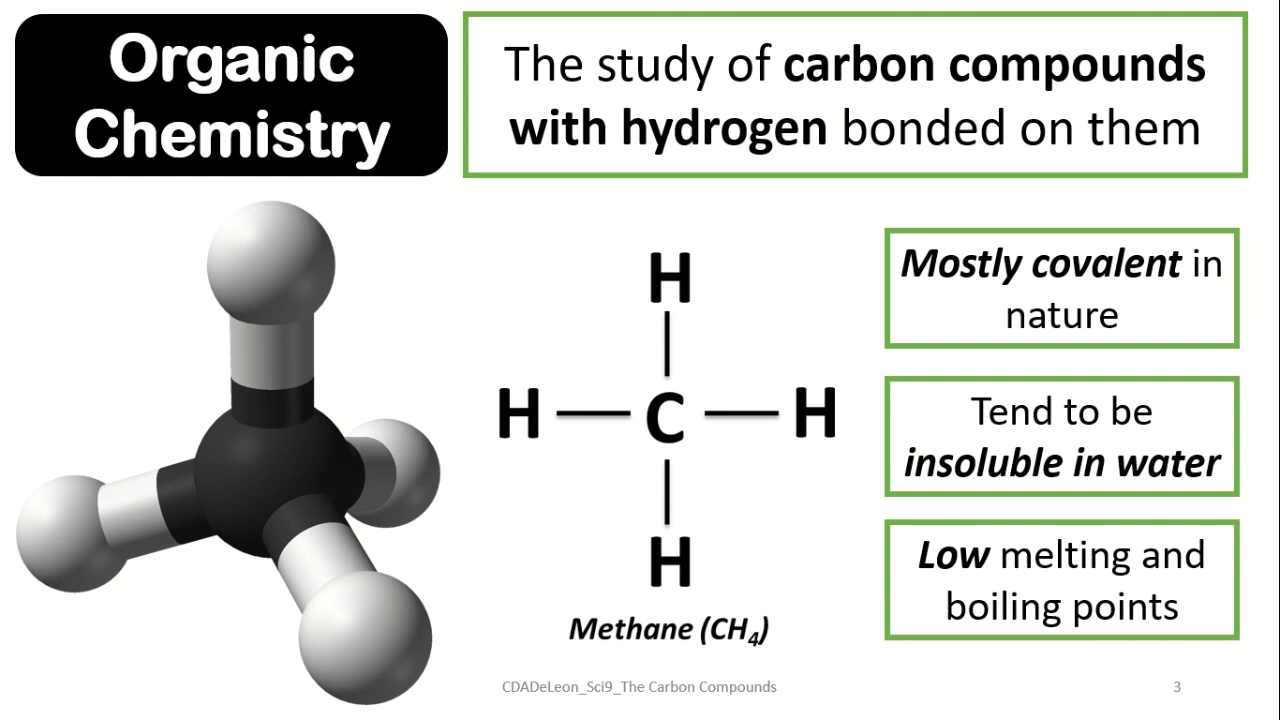 Organic
Chemistry
The study of carbon compounds
with hydrogen bonded on them
H
H C H
H
Methane (CH₄)
Mostly covalent in
nature
Tend to be
insoluble in water
Low melting and
boiling points
CDADeLeon_Sci9_The Carbon Compounds
3